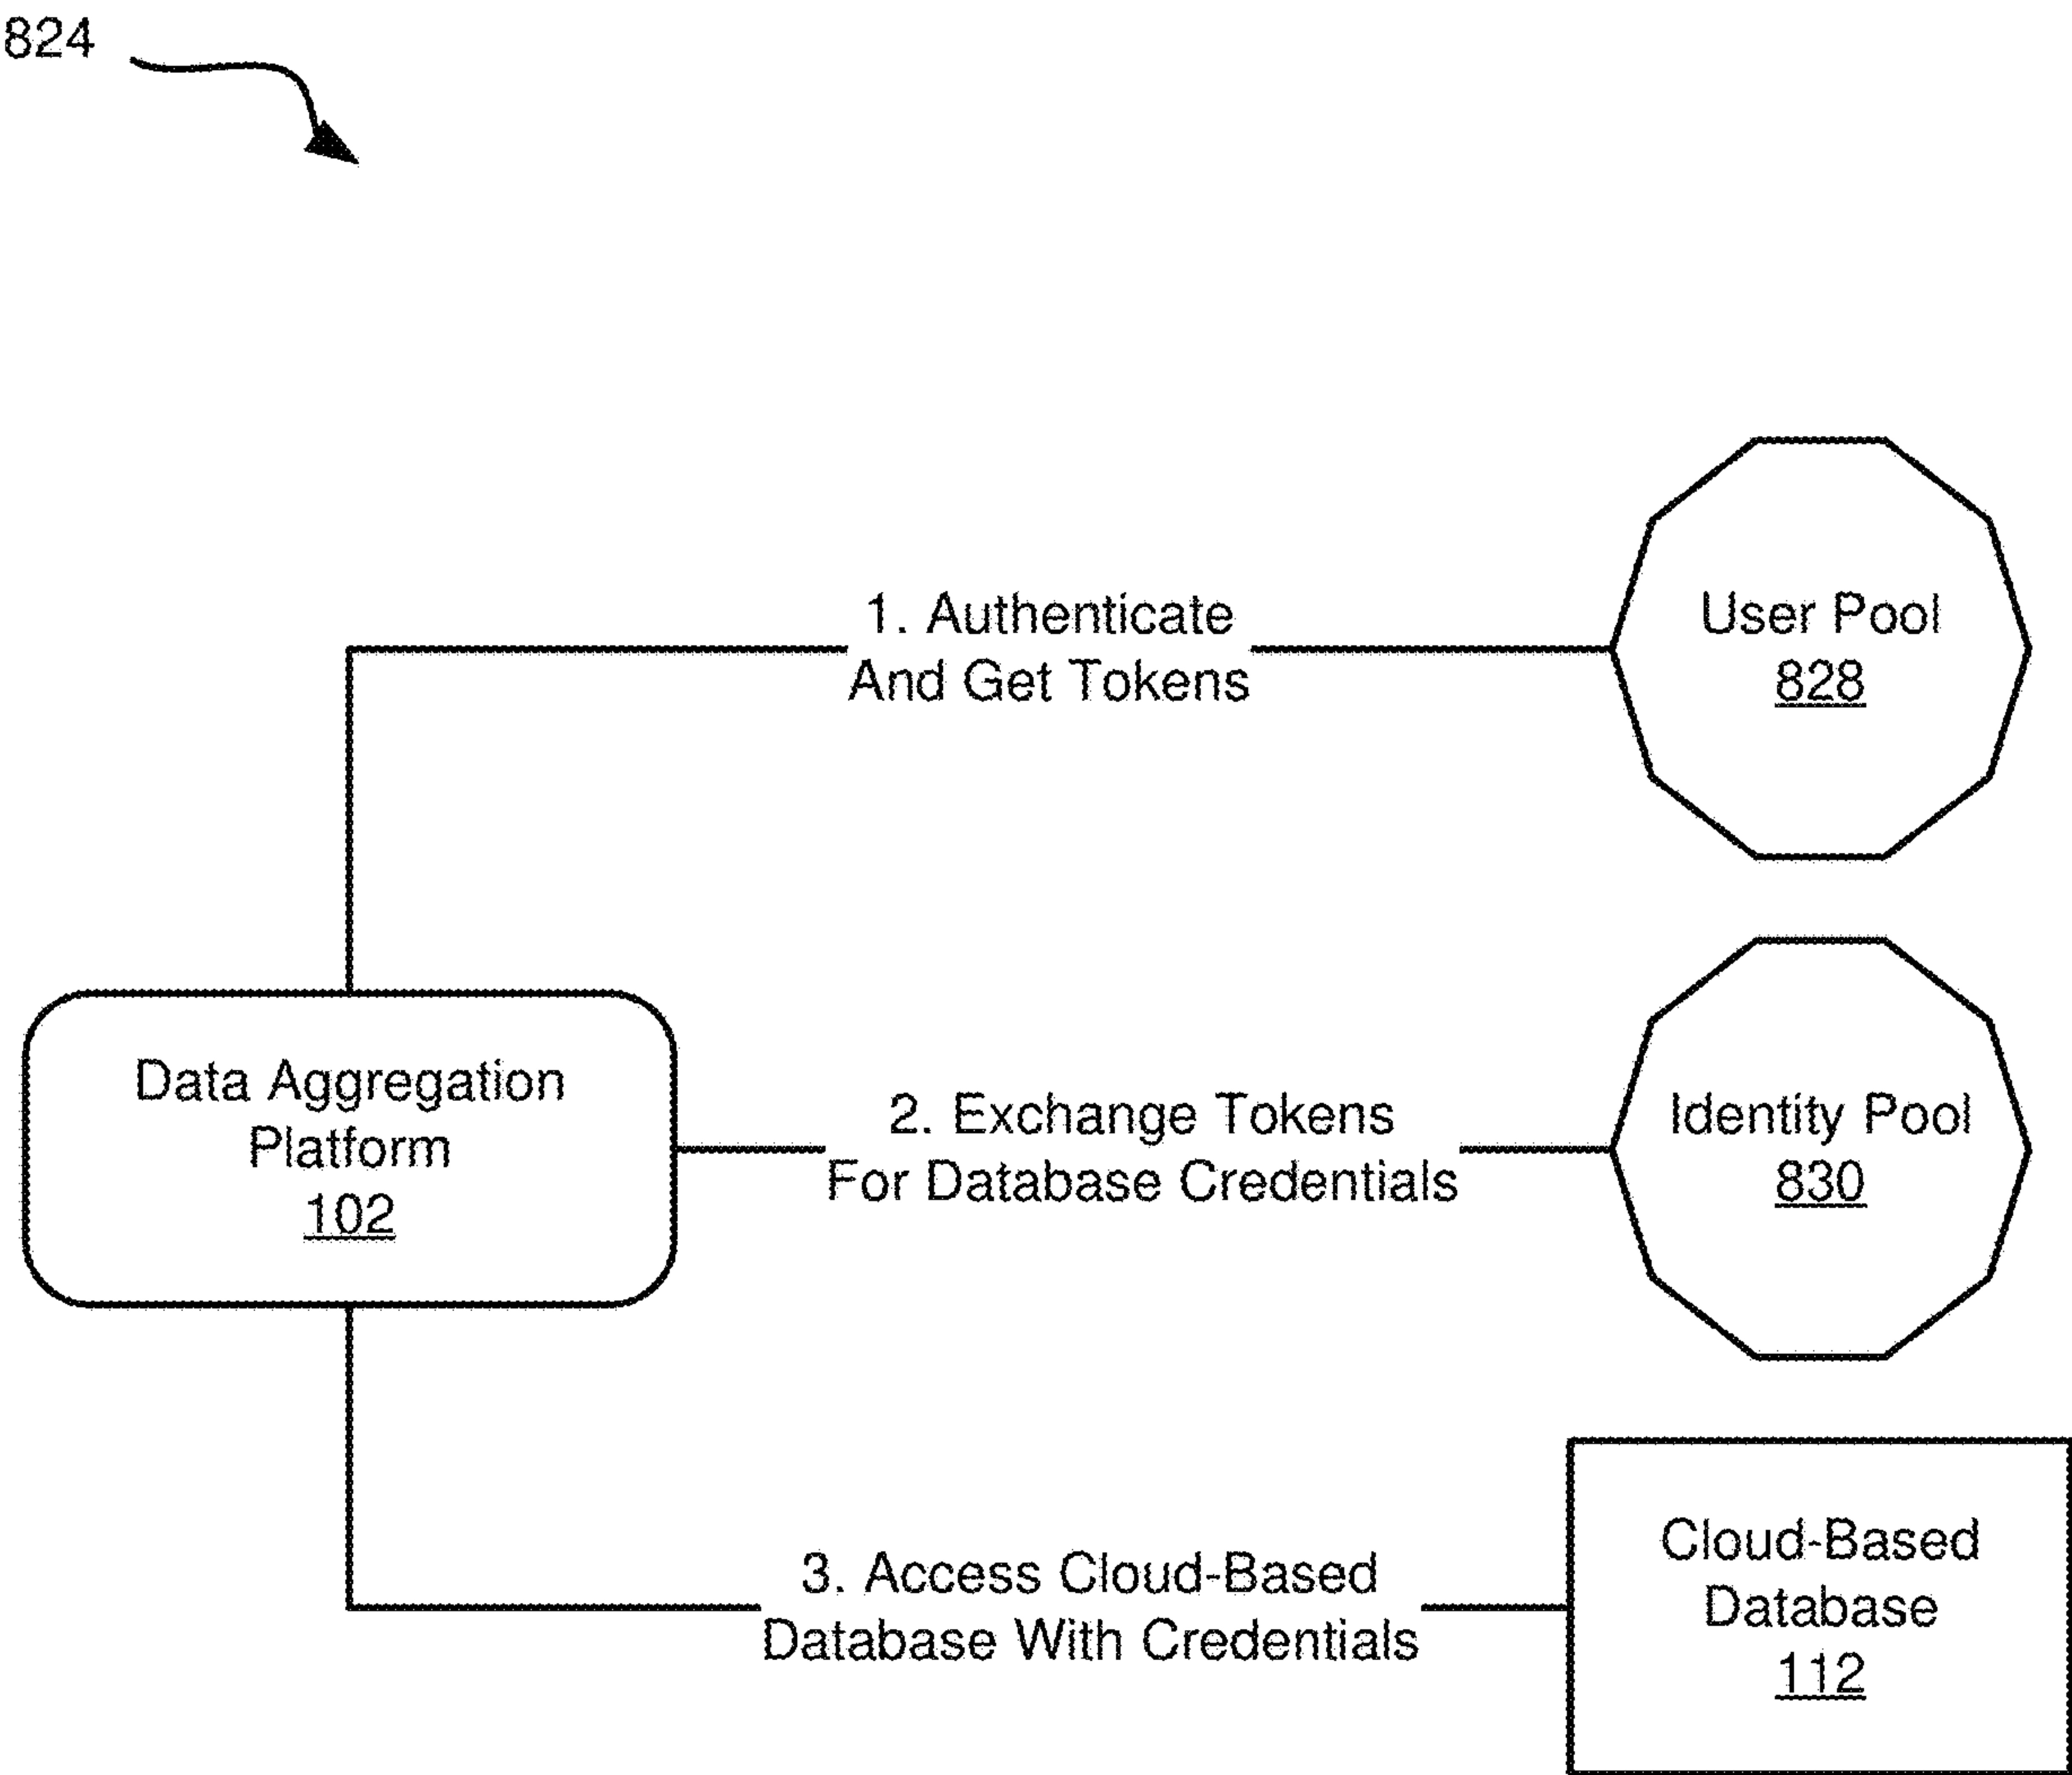 824
1. Authenticate
And Get Tokens
User Pool
828
Data Aggregation
Platform
102
2. Exchange Tokens
For Database Credentials
Identity Pool
830
3. Access Cloud-Based
Database With Credentials
Cloud-Based
Database
112